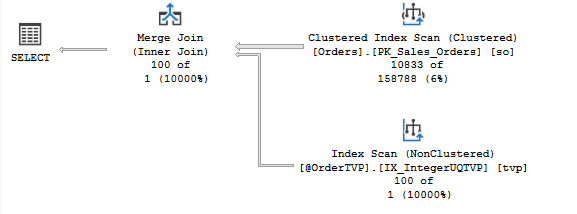 SELECT
Merge Join
(Inner Join)
100 of
1 (10000%)
Clustered Index Scan (Clustered)
[Orders].[PK_Sales_Orders] [so]
10833 of
158788 (6%)
Index Scan (NonClustered)
[@OrderTVP].[IX_IntegerUQTVP] [tvp]
100 of
1 (10000%)